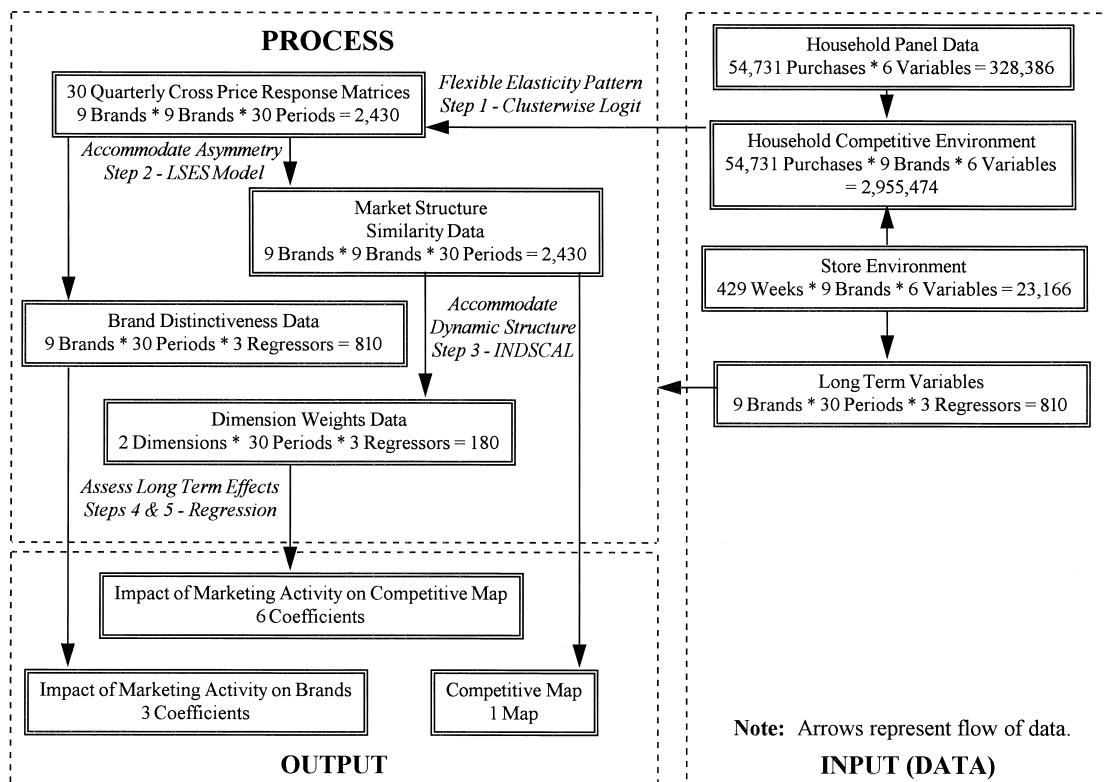 PROCESS
30 Quarterly Cross Price Response Matrices
9 Brands * 9 Brands * 30 Periods = 2,430
Flexible Elasticity Pattern
Step 1 - Clusterwise Logit
Accommodate Asymmetry
Step 2 - LSES Model
Market Structure
Similarity Data
9 Brands * 9 Brands * 30 Periods = 2,430
Brand Distinctiveness Data
9 Brands * 30 Periods * 3 Regressors = 810
Accommodate
Dynamic Structure
Step 3 - INDSCAL
Dimension Weights Data
2 Dimensions * 30 Periods * 3 Regressors = 180
Assess Long Term Effects
Steps 4 & 5 - Regression
Impact of Marketing Activity on Competitive Map
6 Coefficients
Impact of Marketing Activity on Brands
3 Coefficients
Competitive Map
1 Map
OUTPUT
Household Panel Data
54,731 Purchases * 6 Variables = 328,386
Household Competitive Environment
54,731 Purchases * 9 Brands * 6 Variables
= 2,955,474
Store Environment
429 Weeks * 9 Brands * 6 Variables = 23,166
Long Term Variables
9 Brands * 30 Periods * 3 Regressors = 810
Note: Arrows represent flow of data.
INPUT (DATA)